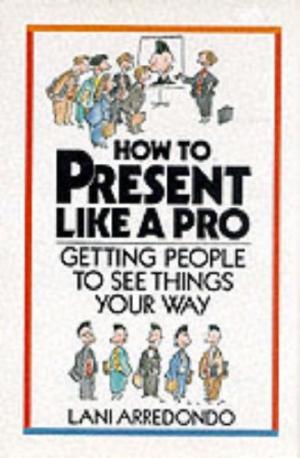 HOW TO
PRESENT
LIKE A PRO
GETTING PEOPLE
TO SEE THINGS
YOUR WAY
LANI ARREDONDO